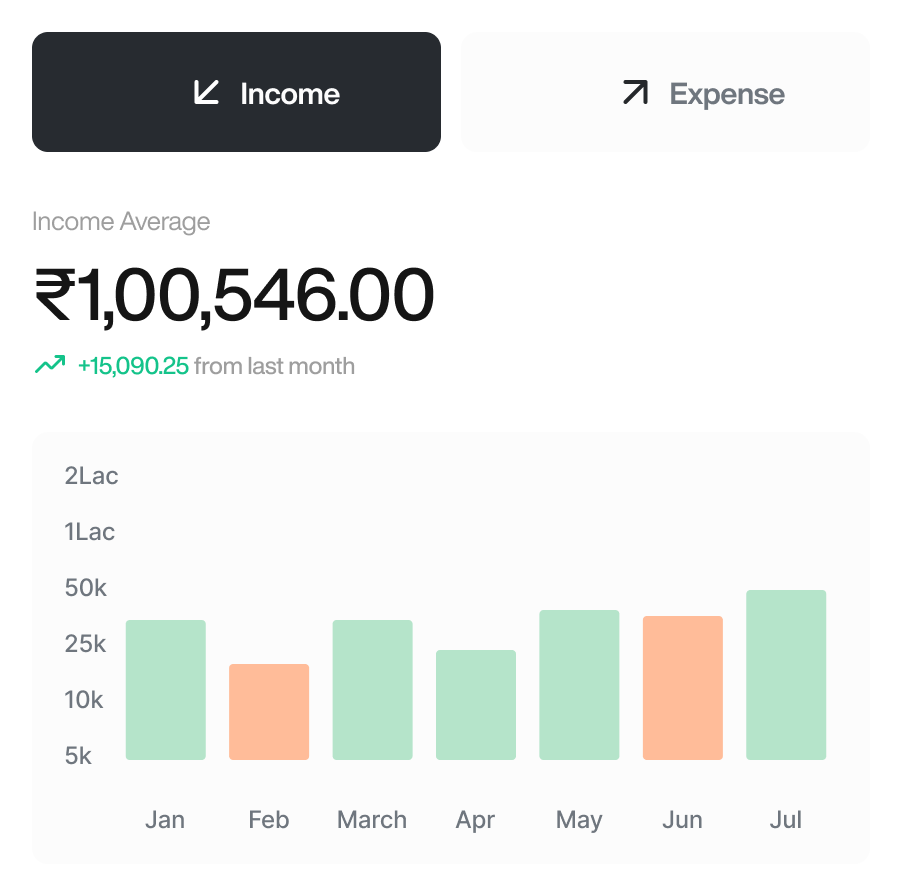 Income
Expense
Income Average
₹1,00,546.00
+15,090.25 from last month
2Lac
1Lac
50k
25k
10k
5k
Jan Feb March Apr May Jun Jul